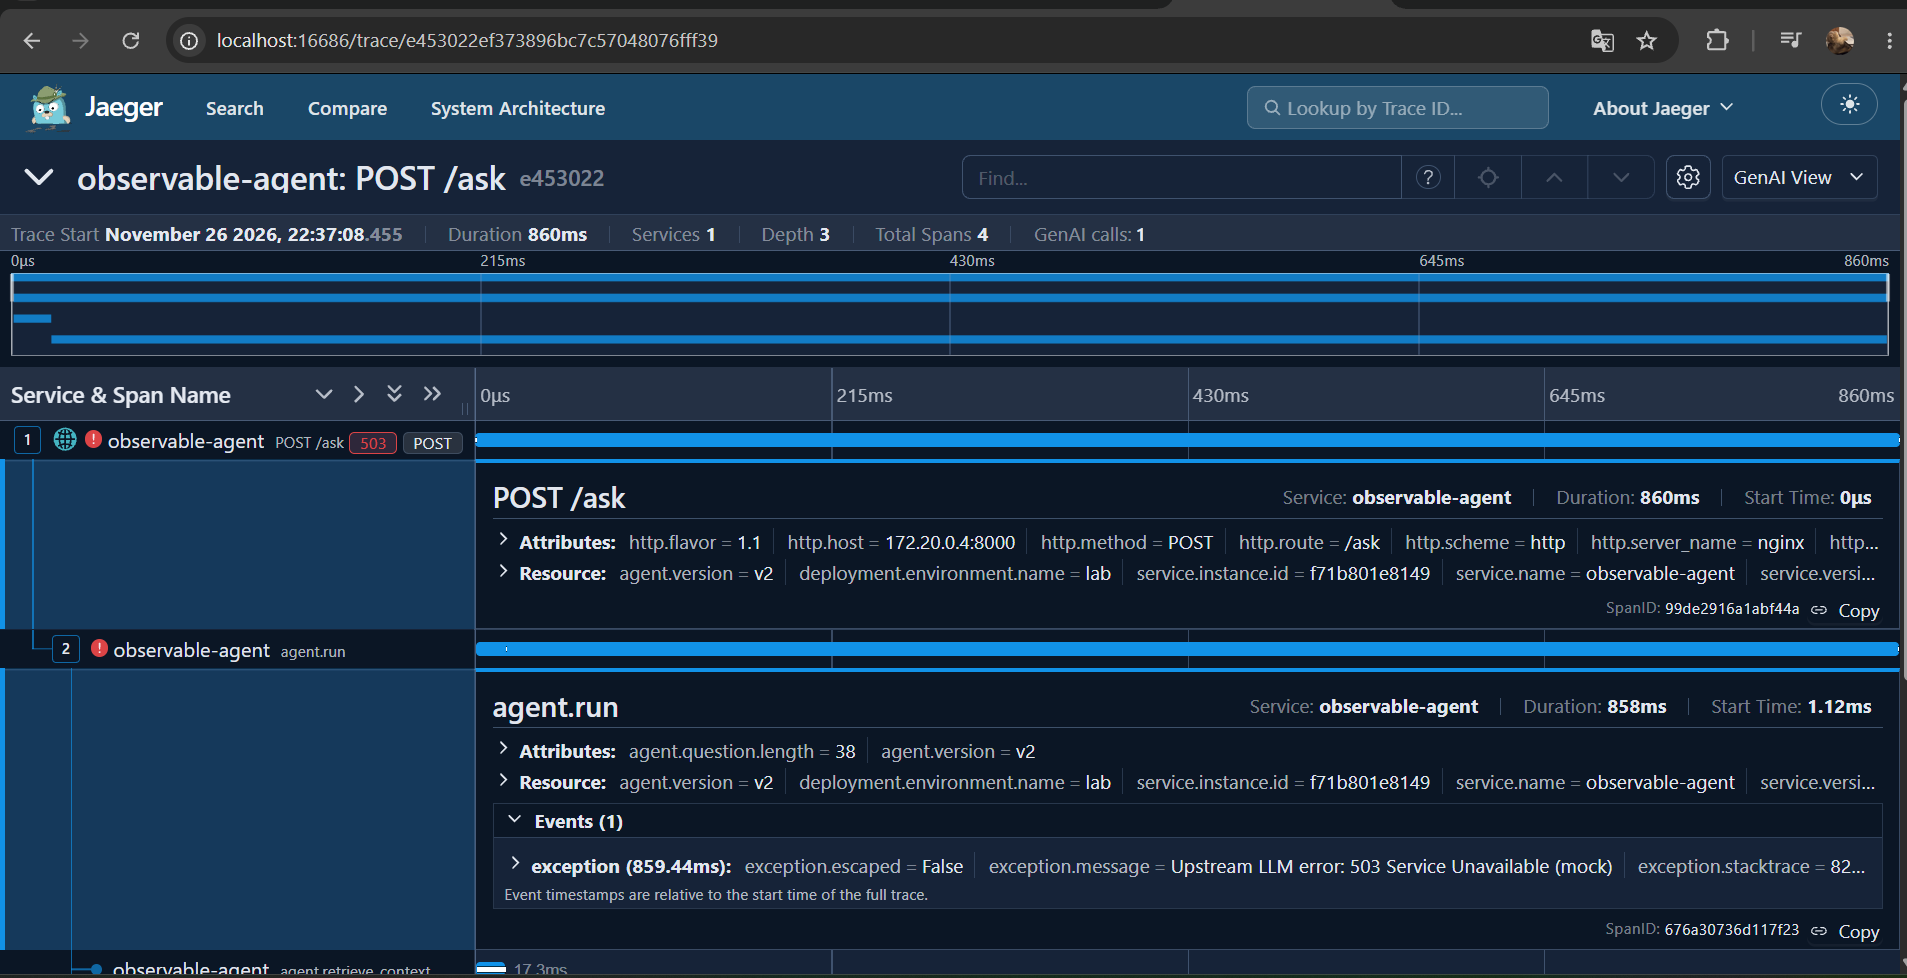 localhost:16686/trace/e453022ef373896bc7c57048076fff39
Jaeger Search Compare System Architecture Lookup by Trace ID... About Jaeger
observable-agent: POST /ask e453022 Find... ? GenAI View
Trace Start November 26 2026, 22:37:08.455 Duration 860ms Services 1 Depth 3 Total Spans 4 GenAI calls: 1
0μs 215ms 430ms 645ms 860ms
Service & Span Name 0μs 215ms 430ms 645ms 860ms
1 observable-agent POST /ask 503 POST
POST /ask Service: observable-agent Duration: 860ms Start Time: 0μs
Attributes: http.flavor = 1.1 http.host = 172.20.0.4:8000 http.method = POST http.route = /ask http.scheme = http http.server_name = nginx http...
Resource: agent.version = v2 deployment.environment.name = lab service.instance.id = f71b801e8149 service.name = observable-agent service.versi...
SpanID: 99de2916a1abf44a Copy
2 observable-agent agent.run
agent.run Service: observable-agent Duration: 858ms Start Time: 1.12ms
Attributes: agent.question.length = 38 agent.version = v2
Resource: agent.version = v2 deployment.environment.name = lab service.instance.id = f71b801e8149 service.name = observable-agent service.versi...
Events (1)
exception (859.44ms): exception.escaped = False exception.message = Upstream LLM error: 503 Service Unavailable (mock) exception.stacktrace = 82...
Event timestamps are relative to the start time of the full trace.
SpanID: 676a30736d117f23 Copy
observable-agent agent.retrieve_context 17.3ms